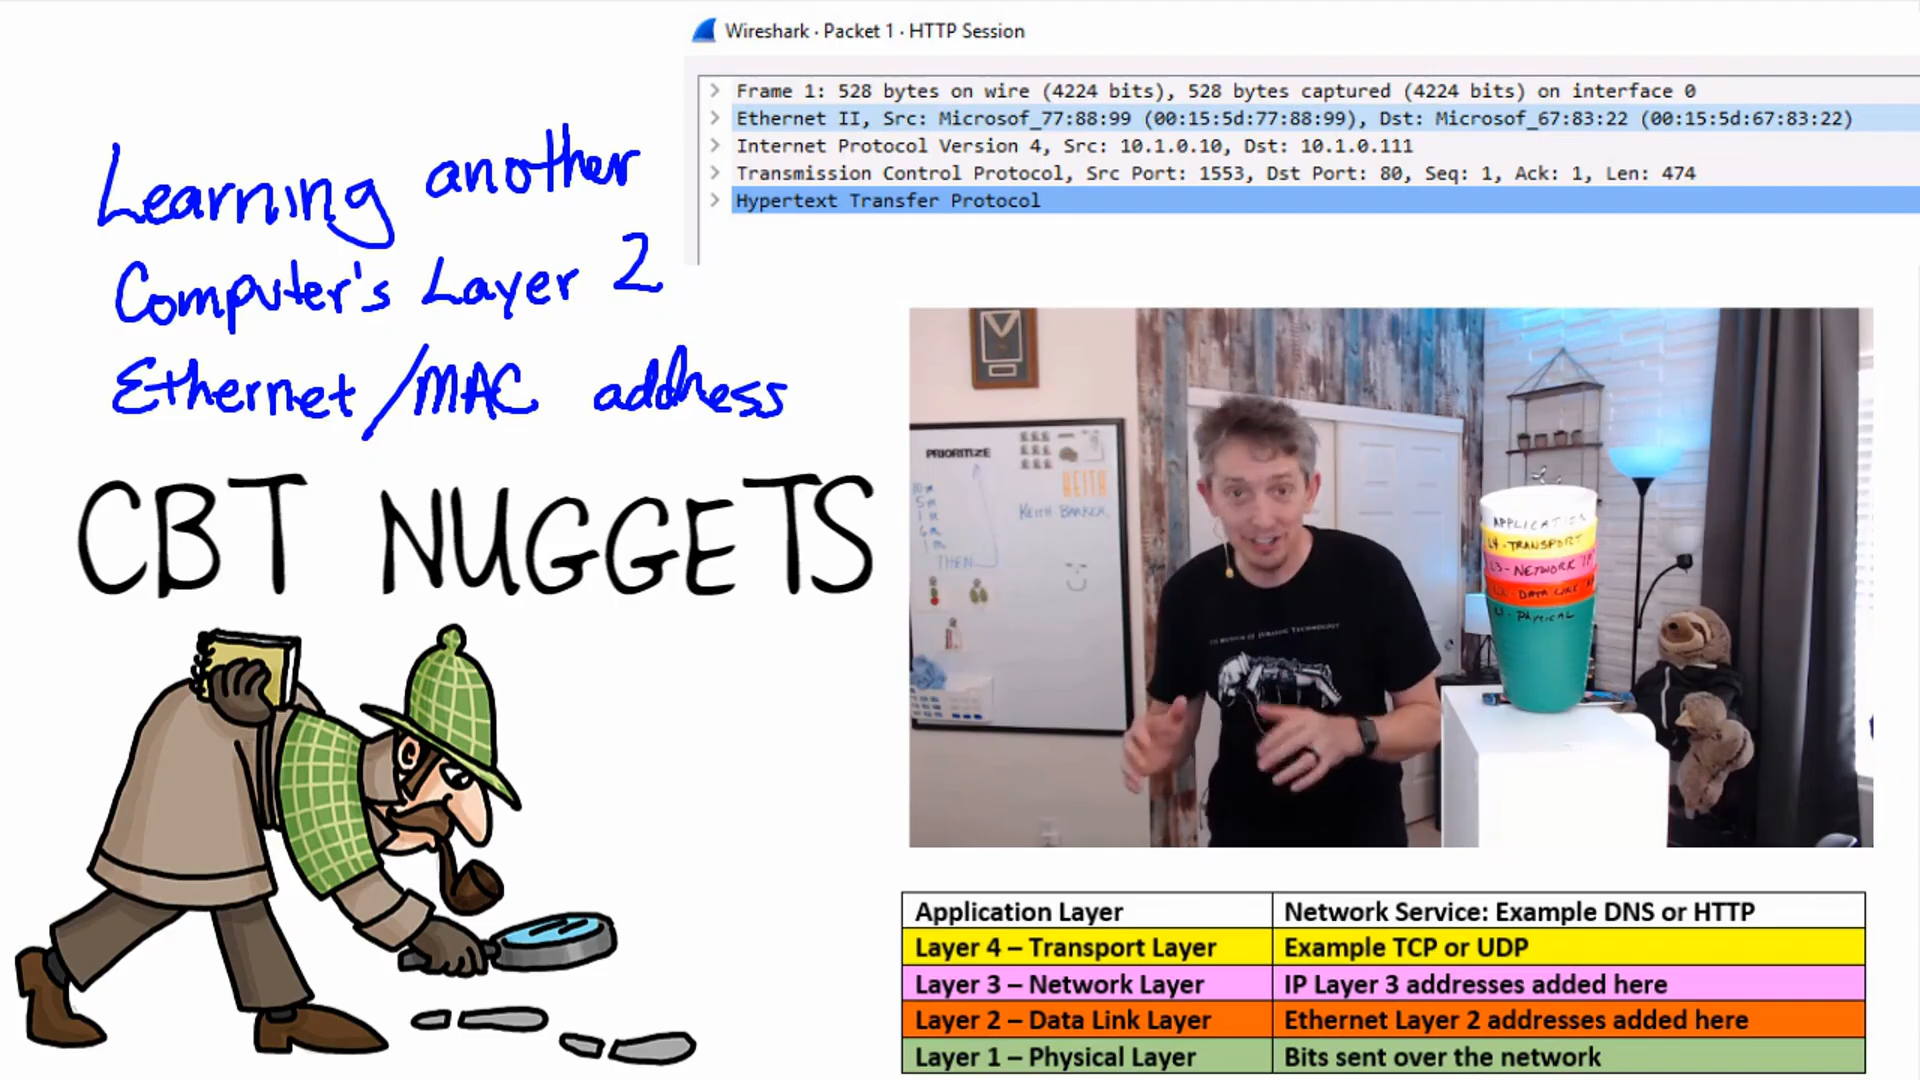 Wireshark · Packet 1 · HTTP Session
Frame 1: 528 bytes on wire (4224 bits), 528 bytes captured (4224 bits) on interface 0
Ethernet II, Src: Microsof_77:88:99 (00:15:5d:77:88:99), Dst: Microsof_67:83:22 (00:15:5d:67:83:22)
Internet Protocol Version 4, Src: 10.1.0.10, Dst: 10.1.0.111
Transmission Control Protocol, Src Port: 1553, Dst Port: 80, Seq: 1, Ack: 1, Len: 474
Hypertext Transfer Protocol
Learning another
Computer's Layer 2
Ethernet/MAC address
CBT NUGGETS
PRIORITIZE
KEITH
KEITH BARKER
THEN
APPLICATION
L4-TRANSPORT
L3-NETWORK
PHYSICAL
Application Layer Network Service: Example DNS or HTTP
Layer 4 – Transport Layer Example TCP or UDP
Layer 3 – Network Layer IP Layer 3 addresses added here
Layer 2 – Data Link Layer Ethernet Layer 2 addresses added here
Layer 1 – Physical Layer Bits sent over the network